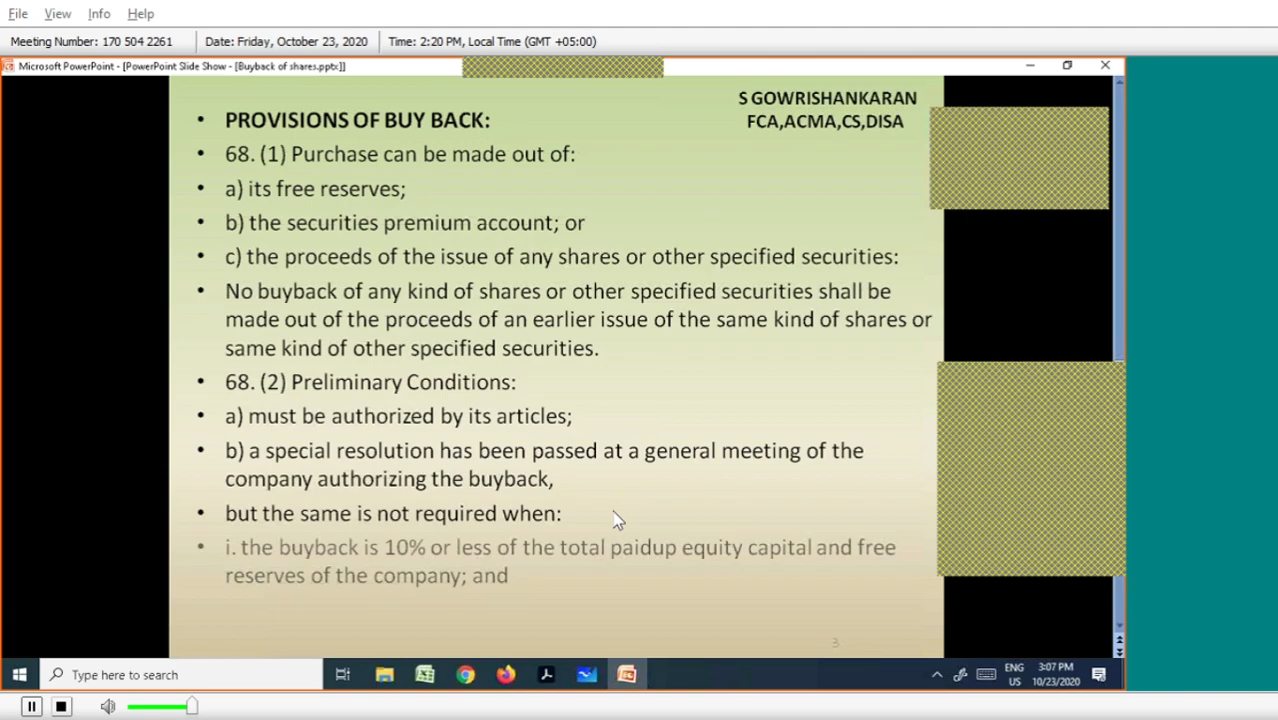 File View Info Help
Meeting Number: 170 504 2261 Date: Friday, October 23, 2020 Time: 2:20 PM, Local Time (GMT +05:00)
Microsoft PowerPoint - [PowerPoint Slide Show - [Buyback of shares.pptx]]
S GOWRISHANKARAN
FCA,ACMA,CS,DISA
• PROVISIONS OF BUY BACK:
• 68. (1) Purchase can be made out of:
• a) its free reserves;
• b) the securities premium account; or
• c) the proceeds of the issue of any shares or other specified securities:
• No buyback of any kind of shares or other specified securities shall be
made out of the proceeds of an earlier issue of the same kind of shares or
same kind of other specified securities.
• 68. (2) Preliminary Conditions:
• a) must be authorized by its articles;
• b) a special resolution has been passed at a general meeting of the
company authorizing the buyback,
• but the same is not required when:
• i. the buyback is 10% or less of the total paidup equity capital and free
reserves of the company; and
3
Type here to search
ENG
US
3:07 PM
10/23/2020